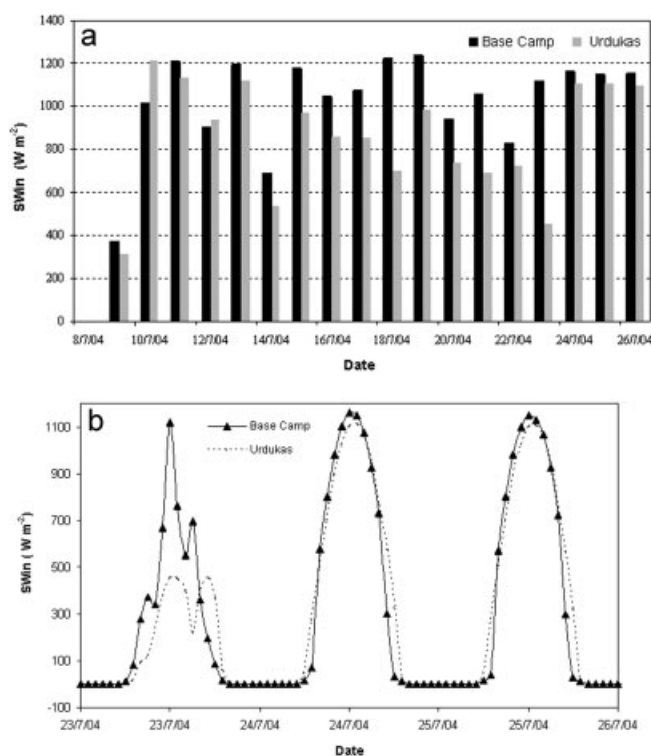 a
Base Camp Urdukas
1400
1200
1000
800
600
400
200
0
SWin (W m-2)
8/7/04 10/7/04 12/7/04 14/7/04 16/7/04 18/7/04 20/7/04 22/7/04 24/7/04 26/7/04
Date
b
Base Camp
Urdukas
1100
900
700
500
300
100
-100
SWin ( W m-2)
23/7/04 23/7/04 24/7/04 24/7/04 25/7/04 25/7/04 26/7/04
Date